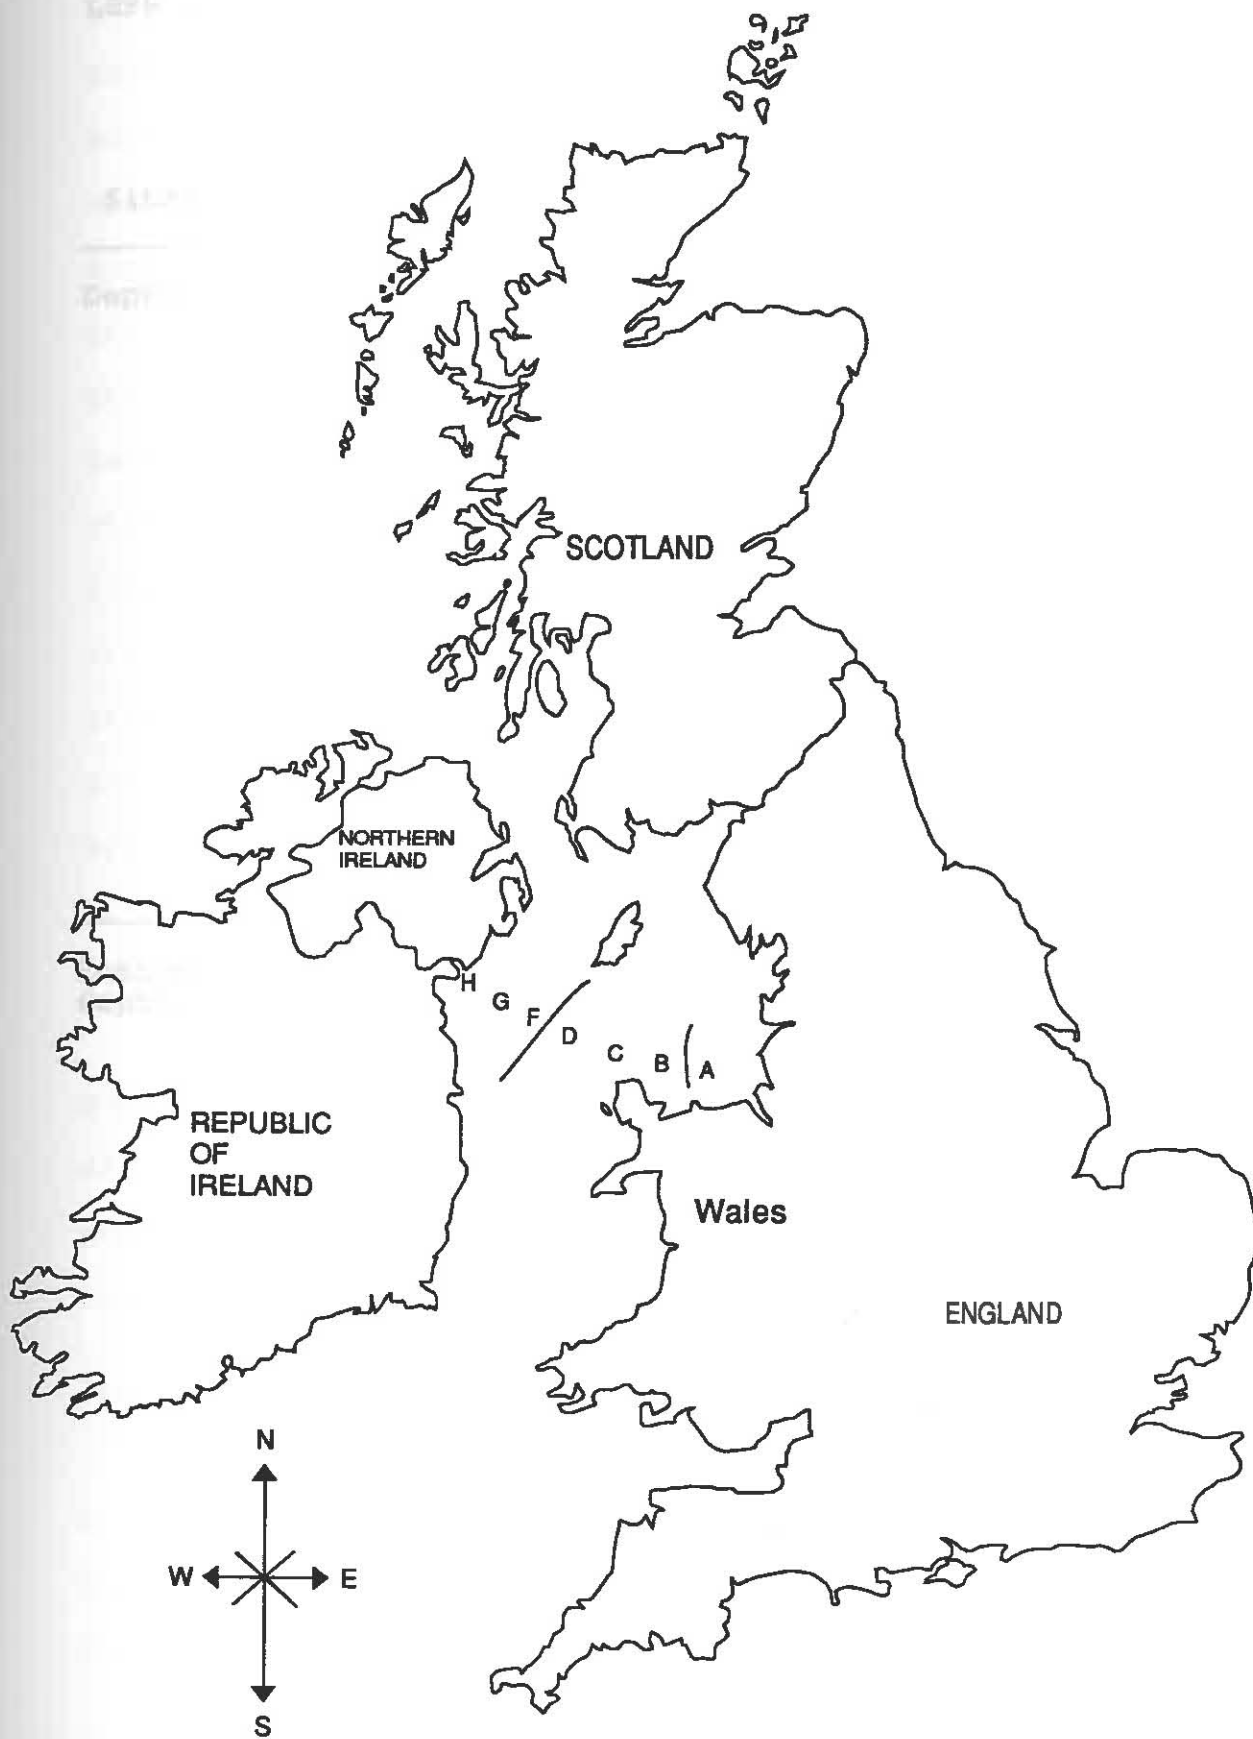 SCOTLAND
NORTHERN
IRELAND
H
G
F
D
C
B
A
REPUBLIC
OF
IRELAND
Wales
ENGLAND
N
W
E
S